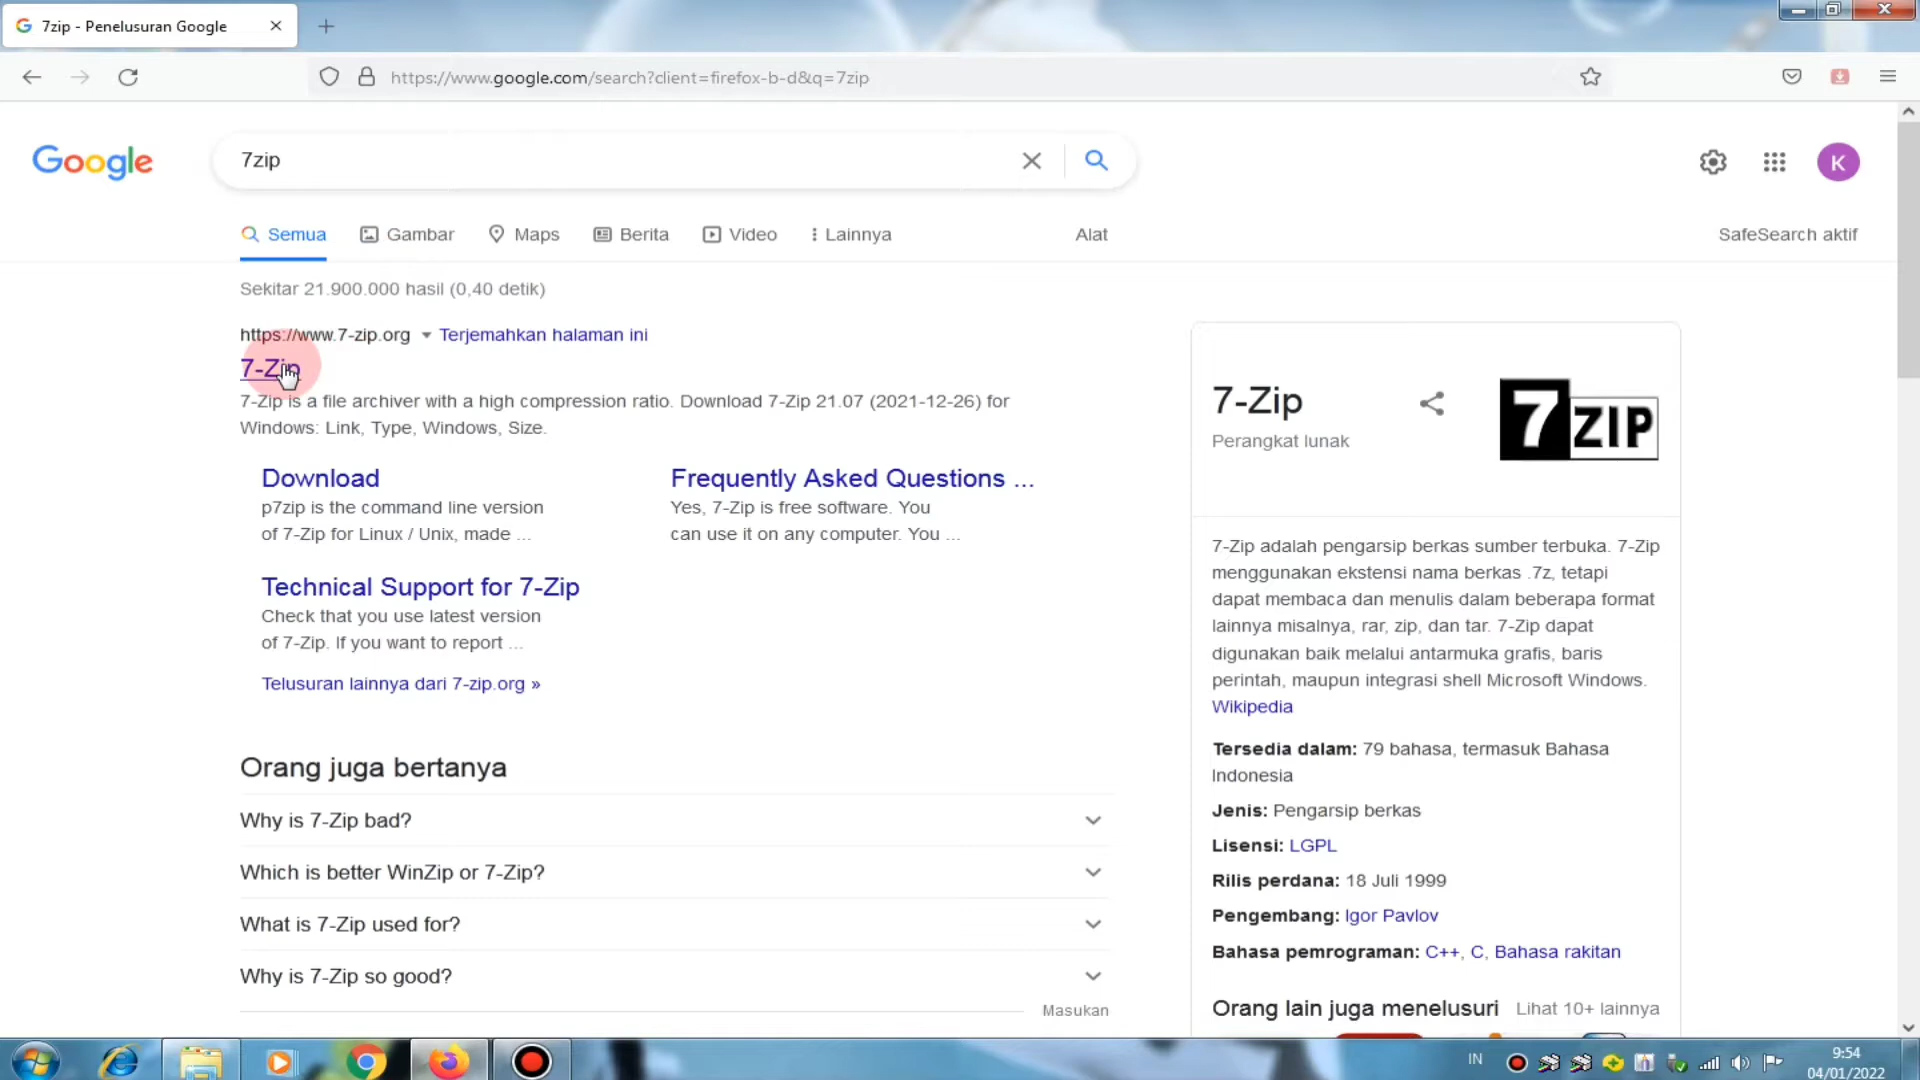 7zip - Penelusuran Google
https://www.google.com/search?client=firefox-b-d&q=7zip
Google
7zip
K
Semua
Gambar
Maps
Berita
Video
Lainnya
Alat
SafeSearch aktif
Sekitar 21.900.000 hasil (0,40 detik)
https://www.7-zip.org
Terjemahkan halaman ini
7-Zip
7-Zip is a file archiver with a high compression ratio. Download 7-Zip 21.07 (2021-12-26) for
Windows: Link, Type, Windows, Size.
Download
p7zip is the command line version
of 7-Zip for Linux / Unix, made ...
Frequently Asked Questions ...
Yes, 7-Zip is free software. You
can use it on any computer. You ...
Technical Support for 7-Zip
Check that you use latest version
of 7-Zip. If you want to report ...
Telusuran lainnya dari 7-zip.org »
Orang juga bertanya
Why is 7-Zip bad?
Which is better WinZip or 7-Zip?
What is 7-Zip used for?
Why is 7-Zip so good?
Masukan
7-Zip
Perangkat lunak
7ZIP
7-Zip adalah pengarsip berkas sumber terbuka. 7-Zip
menggunakan ekstensi nama berkas .7z, tetapi
dapat membaca dan menulis dalam beberapa format
lainnya misalnya, rar, zip, dan tar. 7-Zip dapat
digunakan baik melalui antarmuka grafis, baris
perintah, maupun integrasi shell Microsoft Windows.
Wikipedia
Tersedia dalam: 79 bahasa, termasuk Bahasa
Indonesia
Jenis: Pengarsip berkas
Lisensi: LGPL
Rilis perdana: 18 Juli 1999
Pengembang: Igor Pavlov
Bahasa pemrograman: C++, C, Bahasa rakitan
Orang lain juga menelusuri
Lihat 10+ lainnya
IN
9:54
04/01/2022